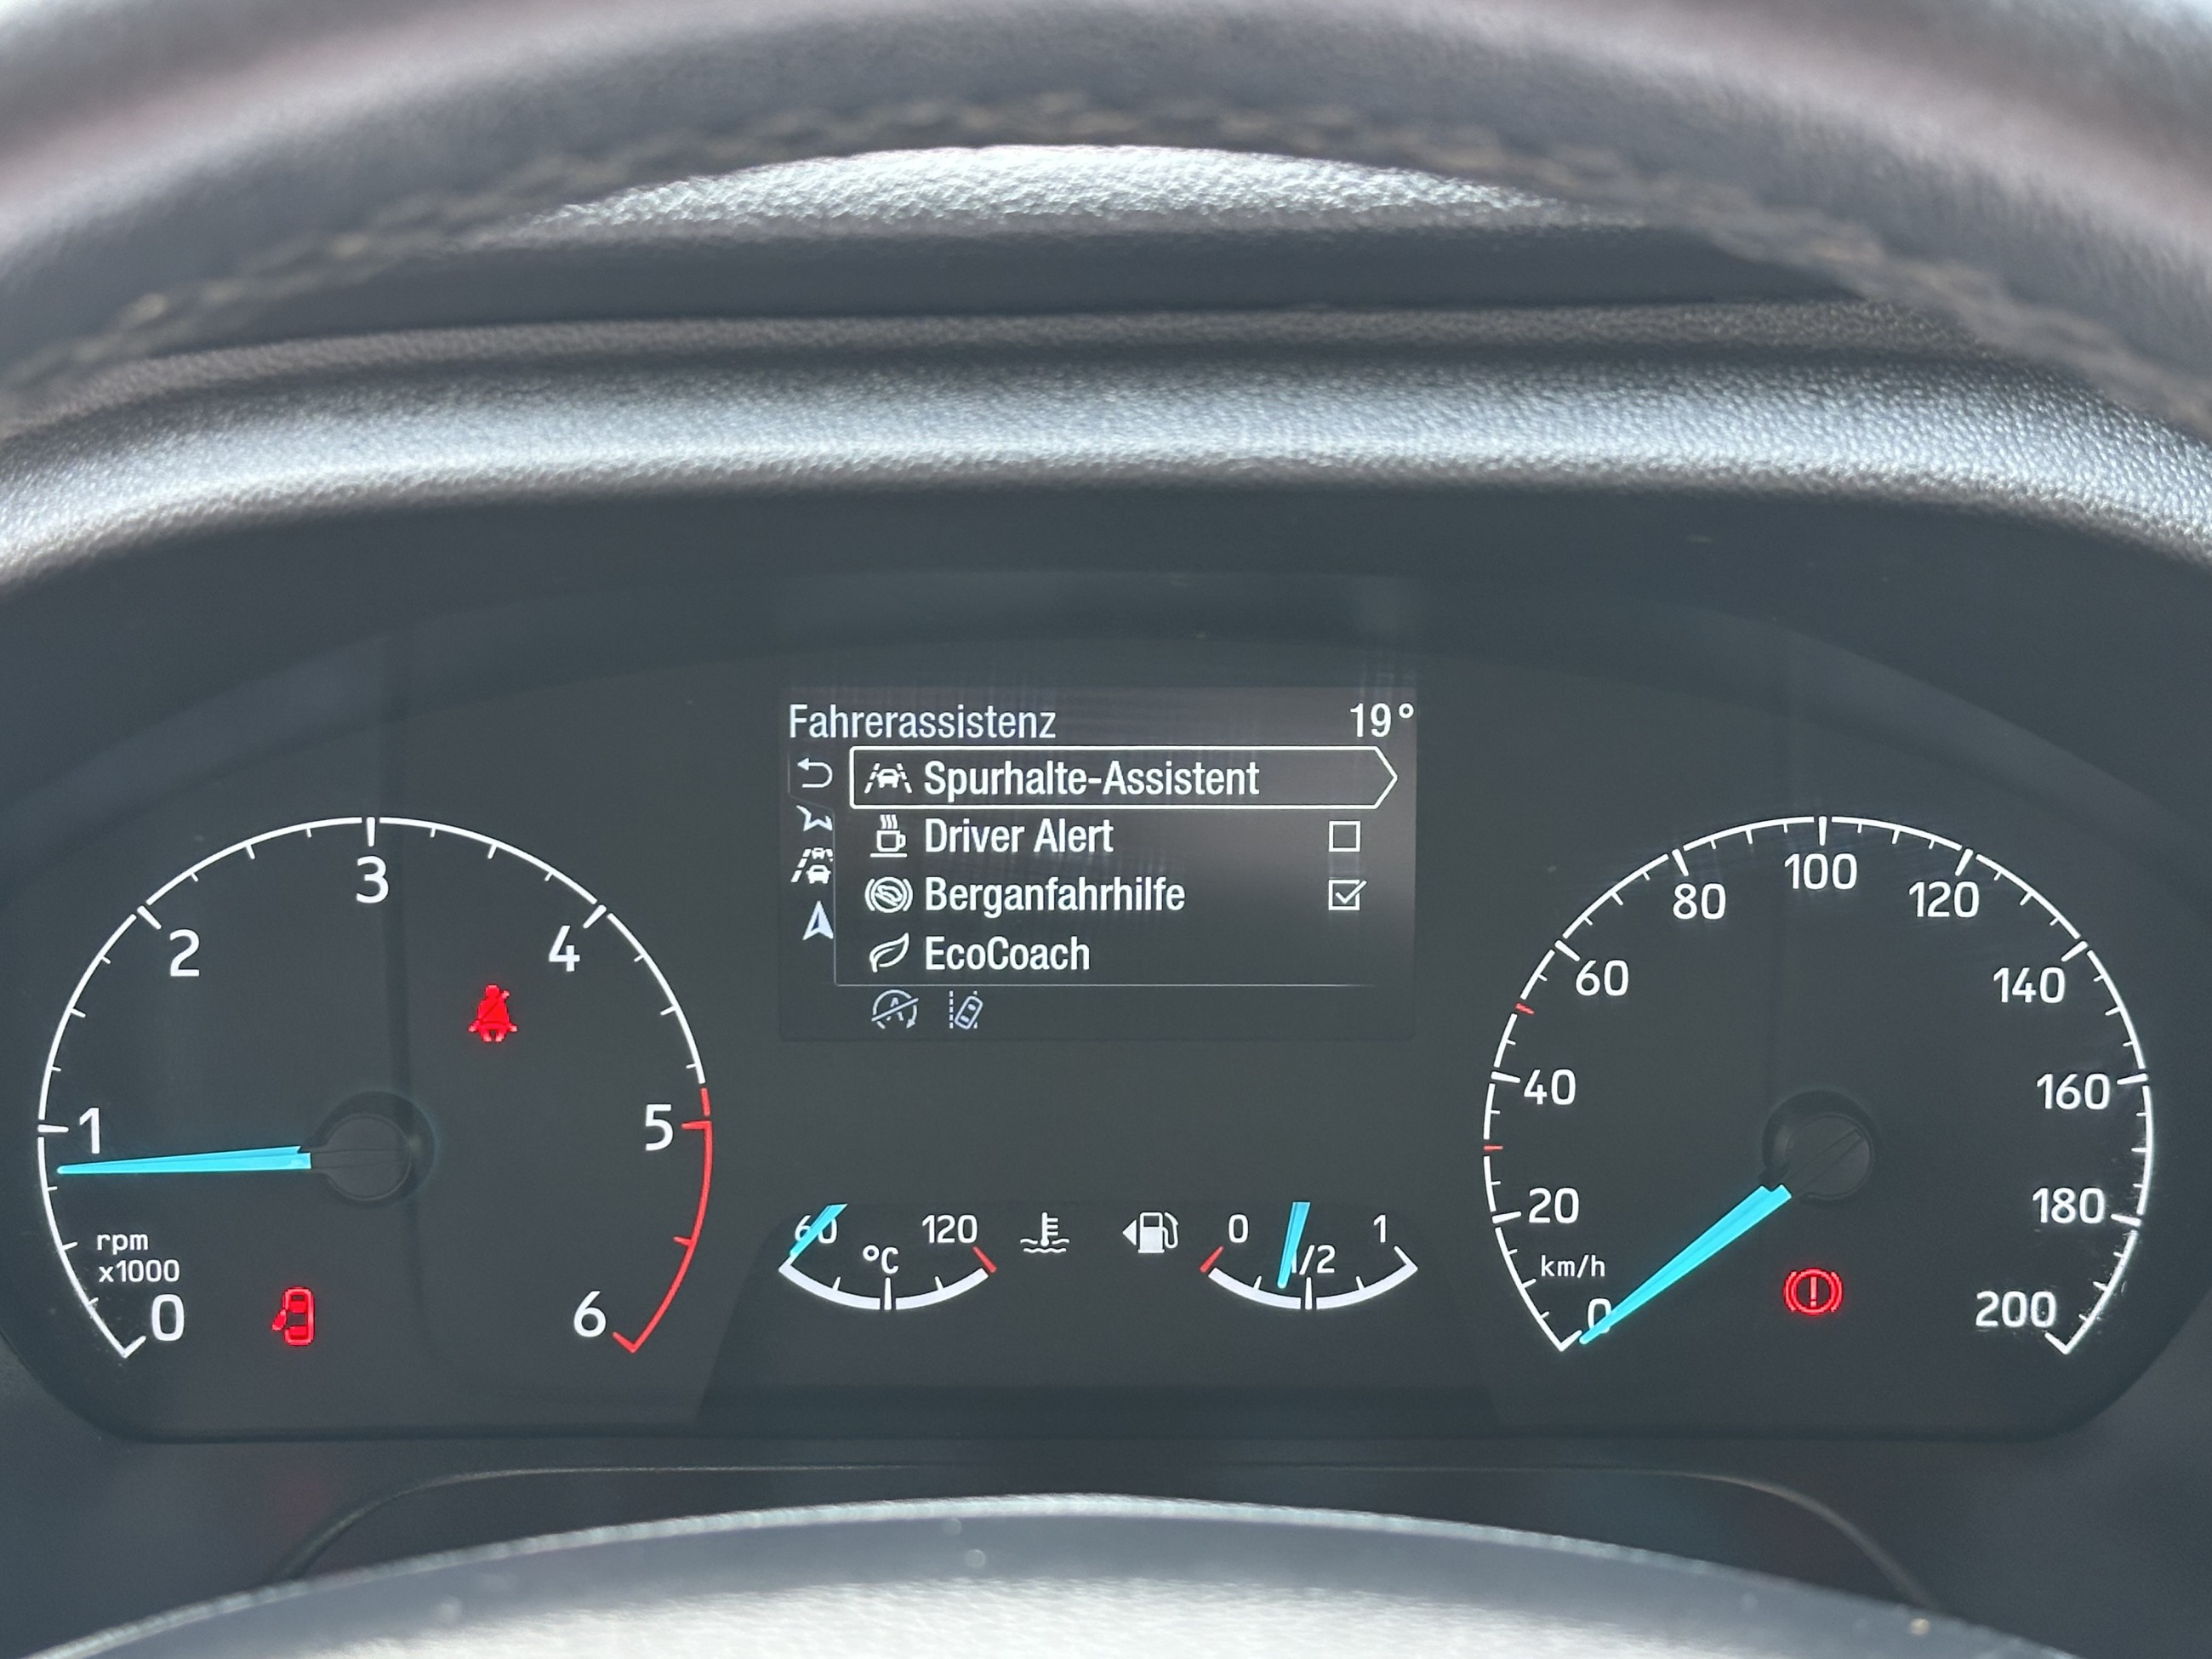 Fahrerassistenz 19°
Spurhalte-Assistent
Driver Alert
Berganfahrhilfe
EcoCoach
0
1
2
3
4
5
6
rpm
x1000
60
120
°C
0
1/2
1
0
20
40
60
80
100
120
140
160
180
200
km/h